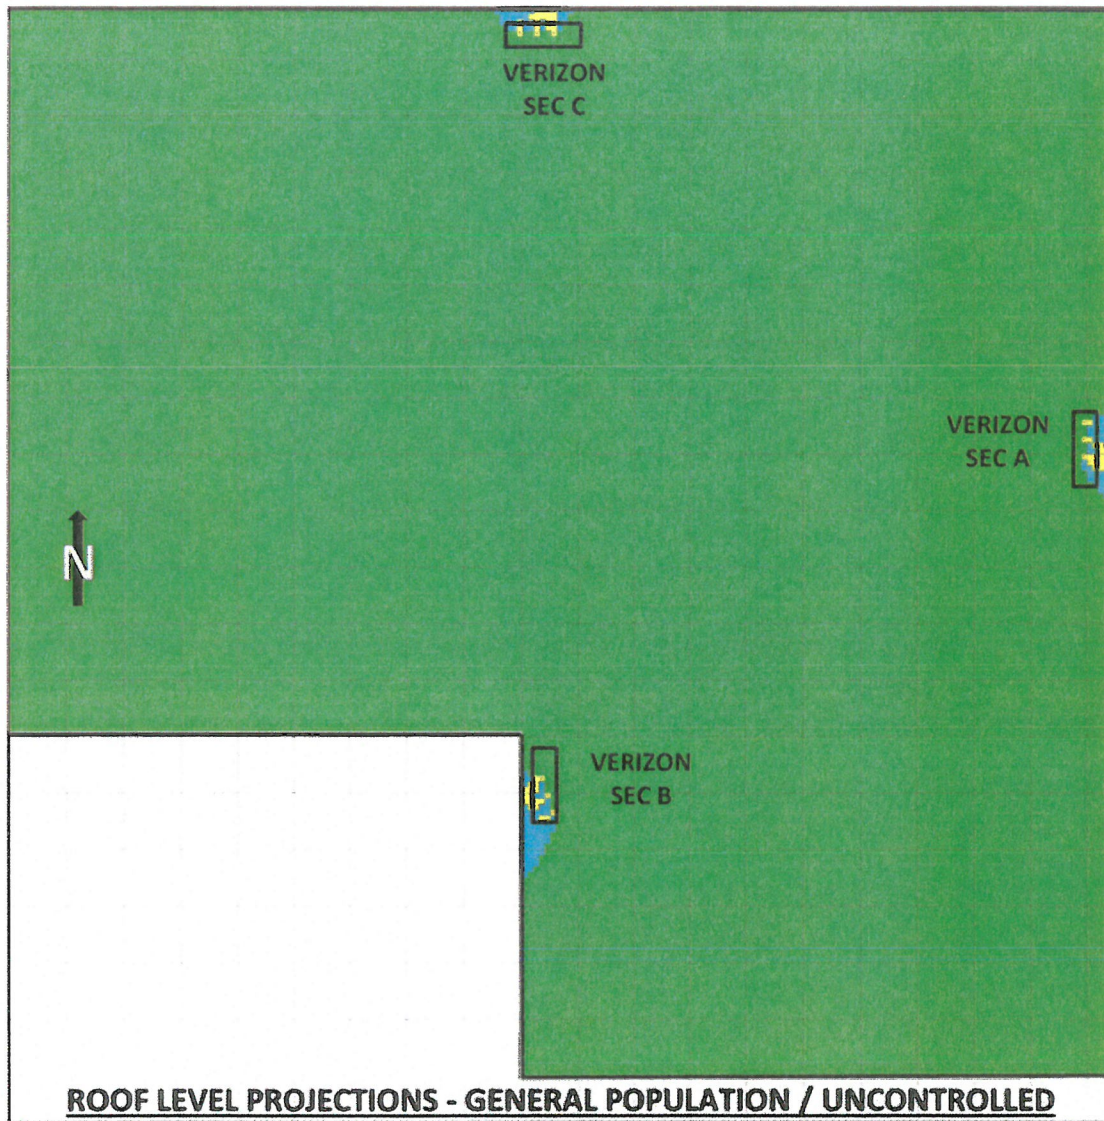 VERIZON
SEC C
VERIZON
SEC A
N
VERIZON
SEC B
ROOF LEVEL PROJECTIONS - GENERAL POPULATION / UNCONTROLLED